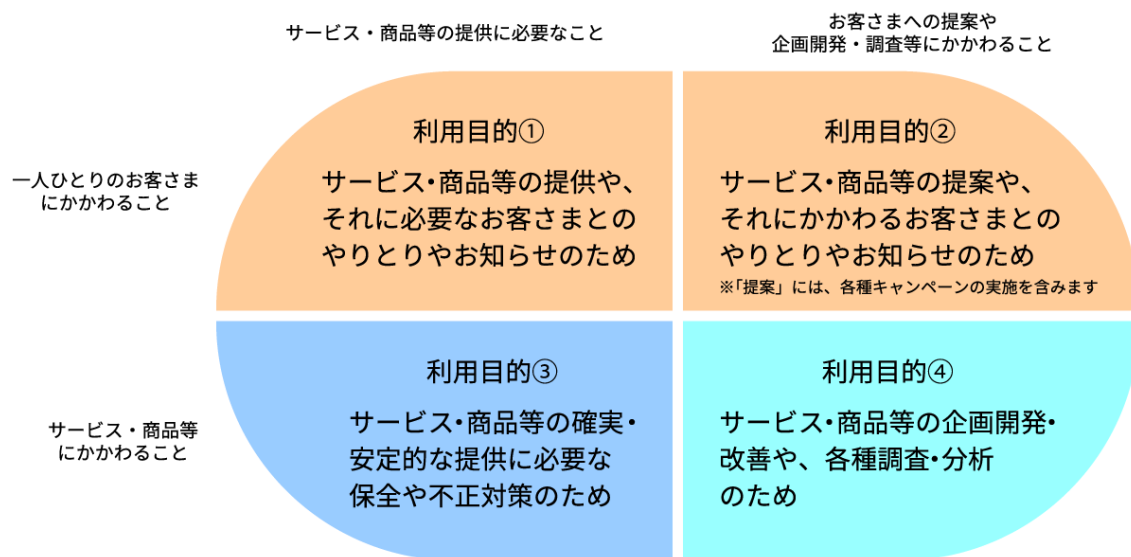 サービス・商品等の提供に必要なこと
お客さまへの提案や
企画開発・調査等にかかわること
一人ひとりのお客さま
にかかわること
利用目的①
サービス・商品等の提供や、
それに必要なお客さまとの
やりとりやお知らせのため
利用目的②
サービス・商品等の提案や、
それにかかわるお客さまとの
やりとりやお知らせのため
※「提案」には、各種キャンペーンの実施を含みます
サービス・商品等
にかかわること
利用目的③
サービス・商品等の確実・
安定的な提供に必要な
保全や不正対策のため
利用目的④
サービス・商品等の企画開発・
改善や、各種調査・分析
のため